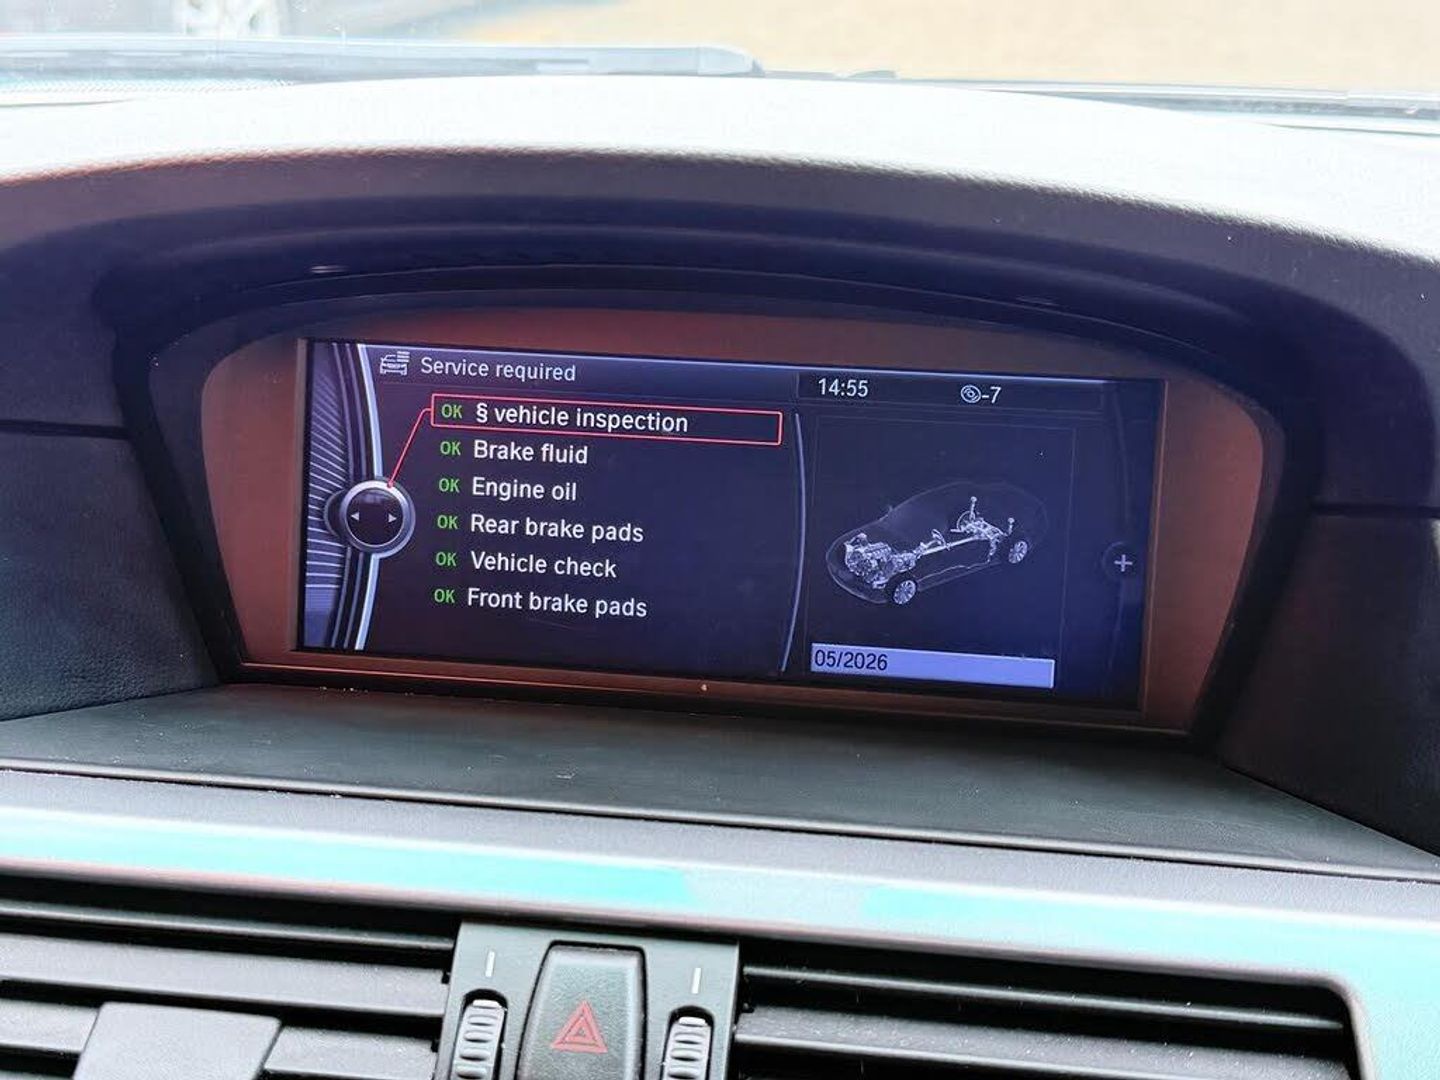 Service required
14:55
-7
OK § vehicle inspection
OK Brake fluid
OK Engine oil
OK Rear brake pads
OK Vehicle check
OK Front brake pads
+
05/2026